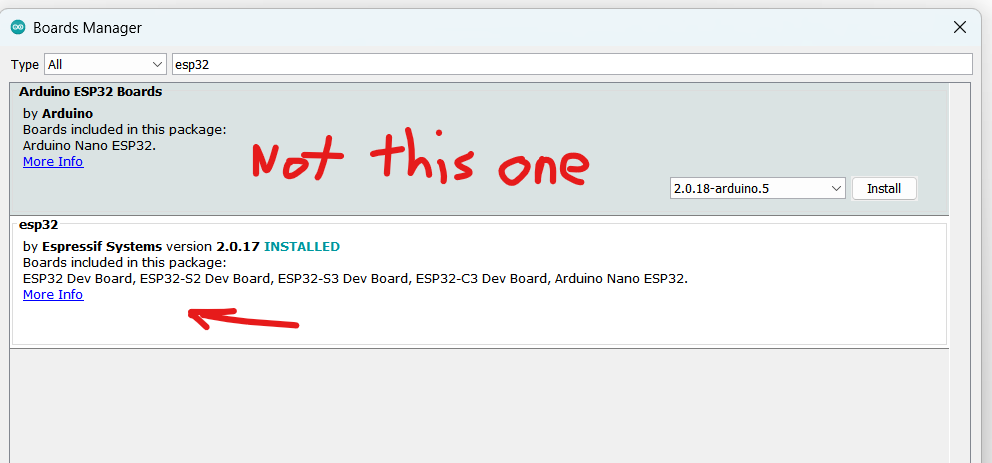 Boards Manager
Type All esp32
Arduino ESP32 Boards
by Arduino
Boards included in this package:
Arduino Nano ESP32.
More Info
Not this one
2.0.18-arduino.5 Install
esp32
by Espressif Systems version 2.0.17 INSTALLED
Boards included in this package:
ESP32 Dev Board, ESP32-S2 Dev Board, ESP32-S3 Dev Board, ESP32-C3 Dev Board, Arduino Nano ESP32.
More Info